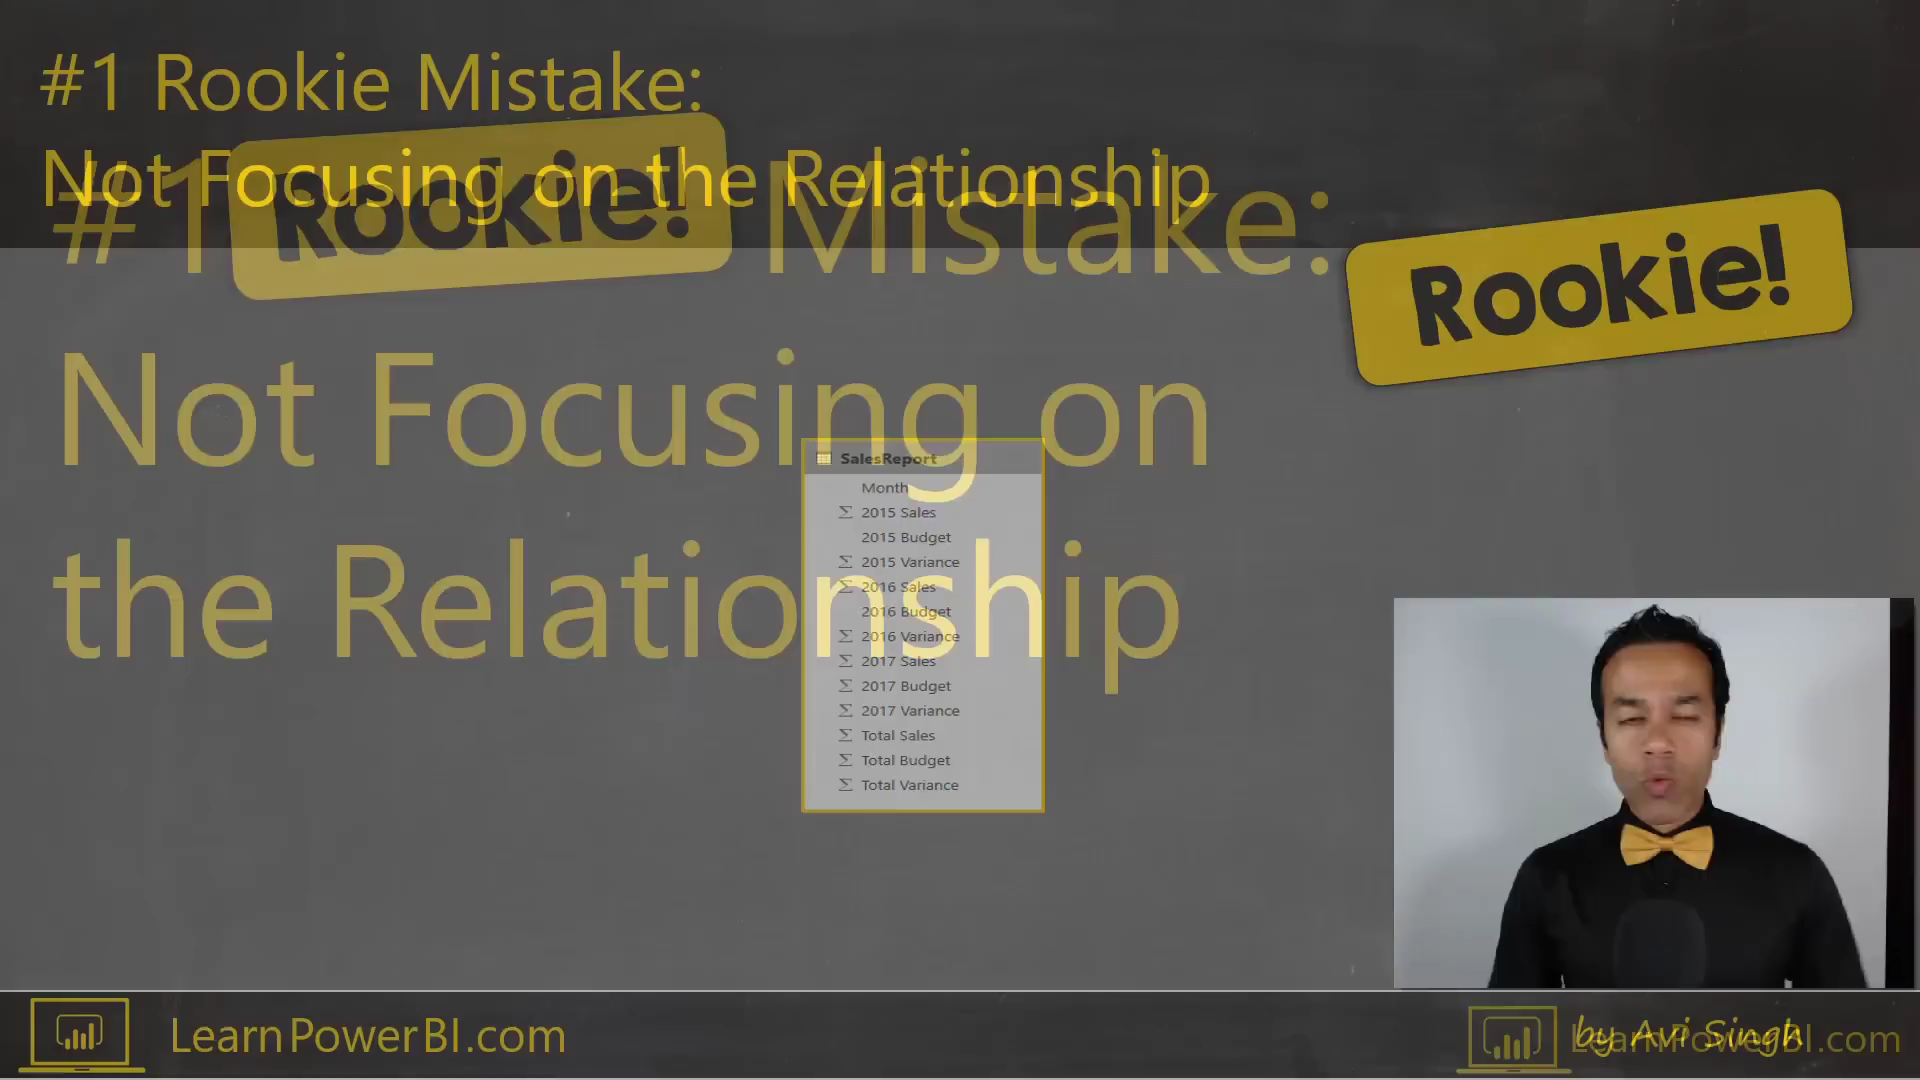 #1 Rookie Mistake:
Not Focusing on the Relationship
#1 Rookie! Mistake:
Rookie!
Not Focusing on
the Relationship
SalesReport
Month
Σ 2015 Sales
2015 Budget
Σ 2015 Variance
Σ 2016 Sales
2016 Budget
Σ 2016 Variance
Σ 2017 Sales
Σ 2017 Budget
Σ 2017 Variance
Σ Total Sales
Σ Total Budget
Σ Total Variance
LearnPowerBI.com
by Avi Singh
LearnPowerBI.com